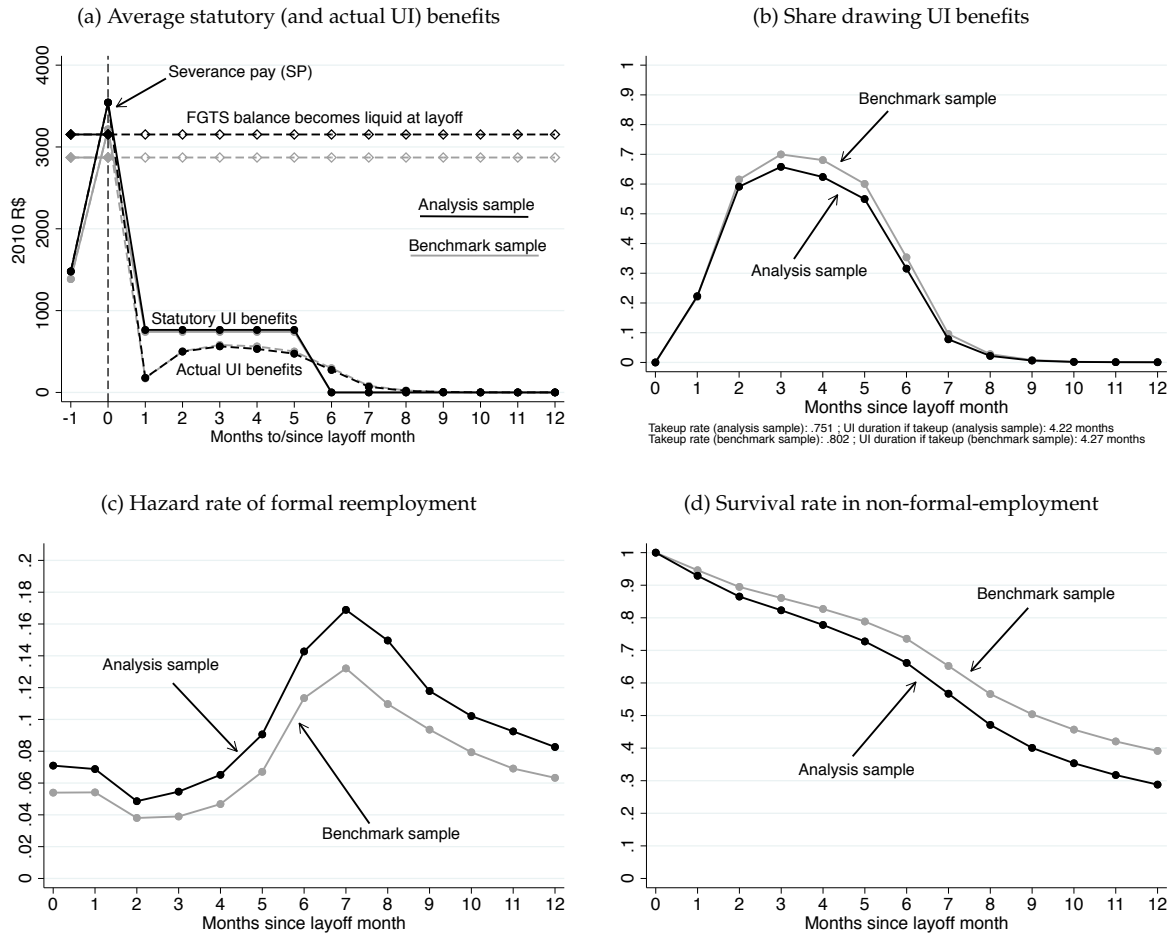 (a) Average statutory (and actual UI) benefits
4000
3000
2000
1000
0
2010 R$
Severance pay (SP)
FGTS balance becomes liquid at layoff
Analysis sample
Benchmark sample
Statutory UI benefits
Actual UI benefits
-1 0 1 2 3 4 5 6 7 8 9 10 11 12
Months to/since layoff month
(b) Share drawing UI benefits
1
.9
.8
.7
.6
.5
.4
.3
.2
.1
0
Benchmark sample
Analysis sample
0 1 2 3 4 5 6 7 8 9 10 11 12
Months since layoff month
Takeup rate (analysis sample): .751 ; UI duration if takeup (analysis sample): 4.22 months
Takeup rate (benchmark sample): .802 ; UI duration if takeup (benchmark sample): 4.27 months
(c) Hazard rate of formal reemployment
.2
.18
.16
.14
.12
.1
.08
.06
.04
.02
0
Analysis sample
Benchmark sample
0 1 2 3 4 5 6 7 8 9 10 11 12
Months since layoff month
(d) Survival rate in non-formal-employment
1
.9
.8
.7
.6
.5
.4
.3
.2
.1
0
Benchmark sample
Analysis sample
0 1 2 3 4 5 6 7 8 9 10 11 12
Months since layoff month